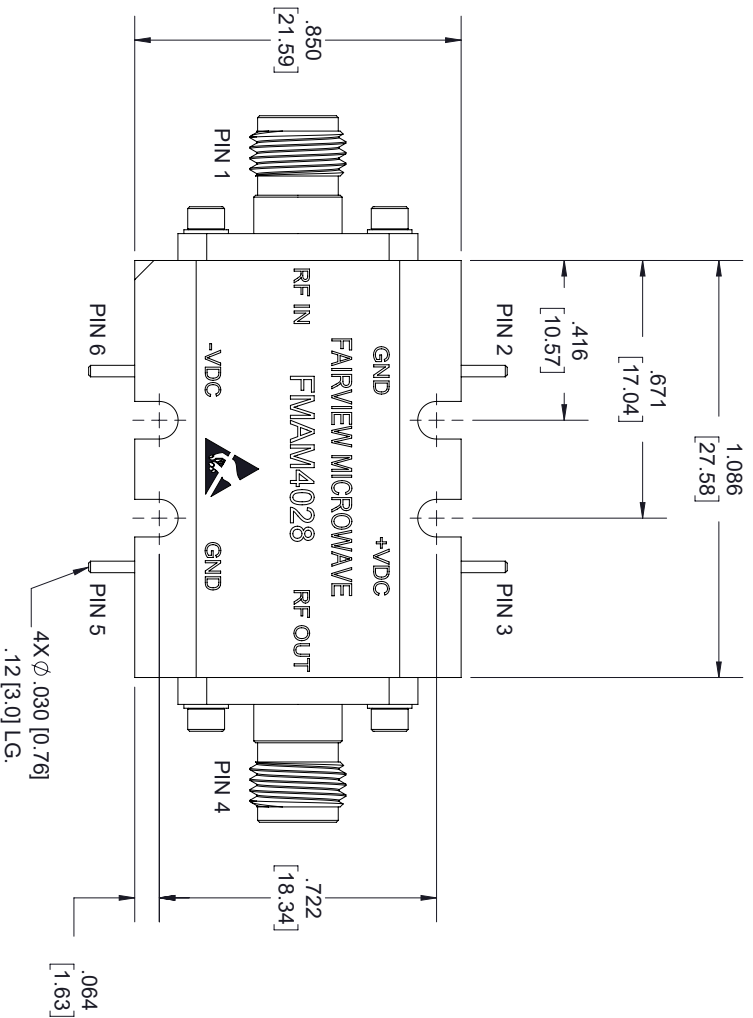 .850
[21.59]
PIN 1
PIN 2
PIN 3
PIN 4
PIN 5
PIN 6
.416
[10.57]
.671
[17.04]
1.086
[27.58]
GND
+VDC
FAIRVIEW MICROWAVE
FMAM4028
RF IN
RF OUT
-VDC
GND
4X Ø .030 [0.76]
.12 [3.0] LG.
.722
[18.34]
.064
[1.63]